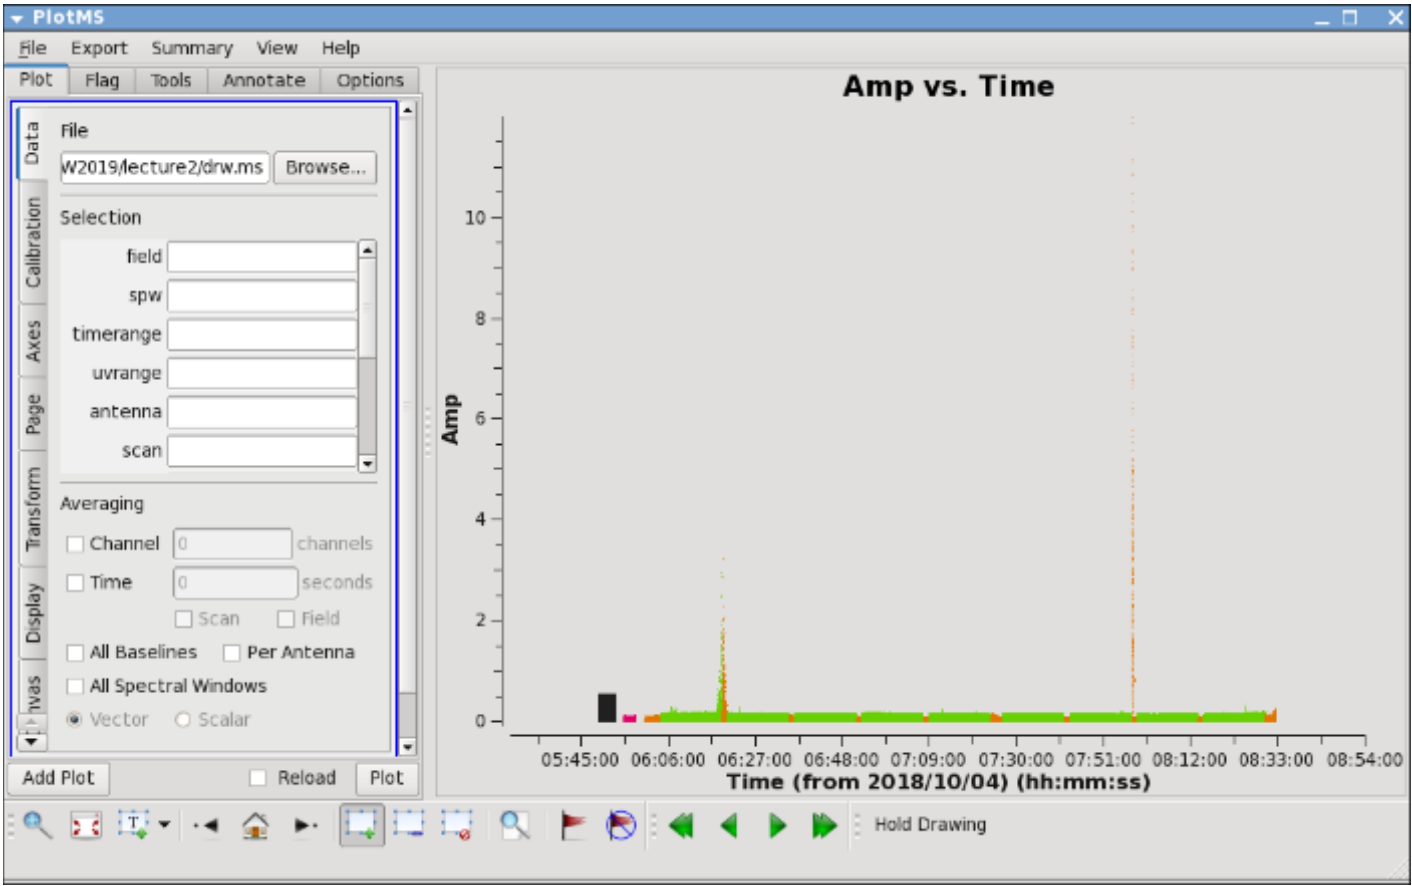 PlotMS
File Export Summary View Help
Plot Flag Tools Annotate Options
Data
Calibration
Axes
Page
Transform
Display
nvas
File
W2019/lecture2/drw.ms Browse...
Selection
field
spw
timerange
uvrange
antenna
scan
Averaging
Channel 0 channels
Time 0 seconds
Scan Field
All Baselines Per Antenna
All Spectral Windows
Vector Scalar
Add Plot Reload Plot
Amp vs. Time
Amp
10
8
6
4
2
0
05:45:00 06:06:00 06:27:00 06:48:00 07:09:00 07:30:00 07:51:00 08:12:00 08:33:00 08:54:00
Time (from 2018/10/04) (hh:mm:ss)
T
Hold Drawing